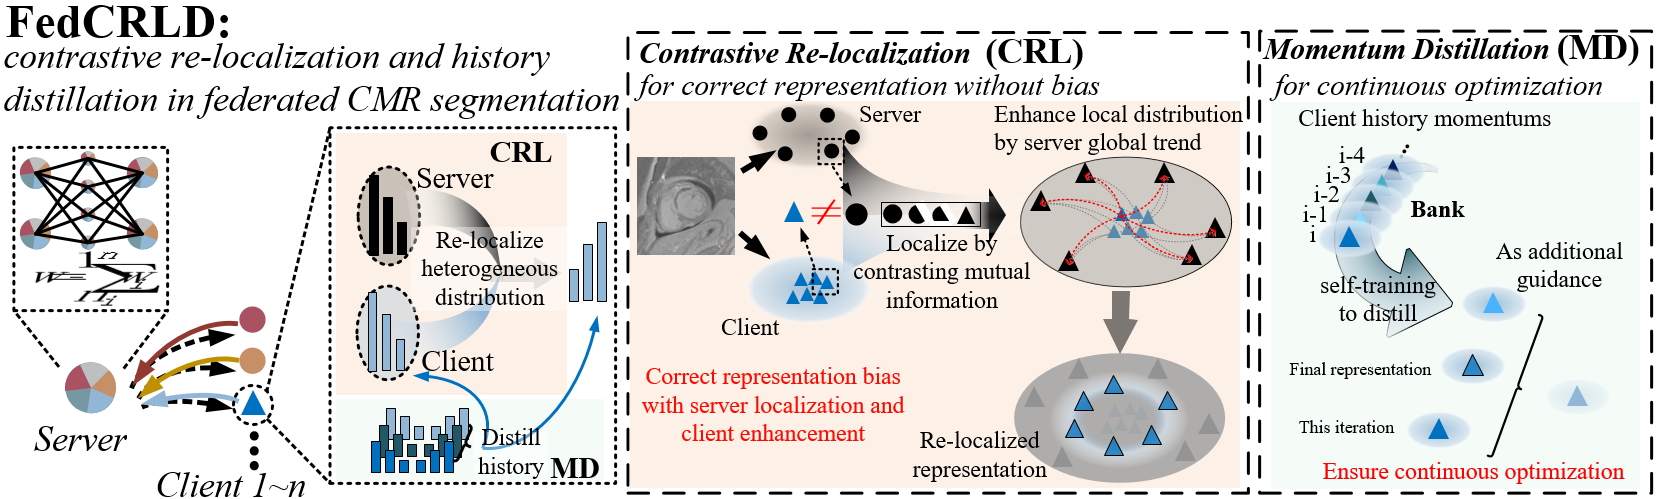 FedCRLD:
contrastive re-localization and history
distillation in federated CMR segmentation
CRL
Server
Re-localize
heterogeneous
distribution
Client
Distill
history
MD
Server
Client 1~n
Contrastive Re-localization (CRL)
for correct representation without bias
Server
Enhance local distribution
by server global trend
≠
Localize by
contrasting mutual
information
Client
Correct representation bias
with server localization and
client enhancement
Re-localized
representation
Momentum Distillation (MD)
for continuous optimization
Client history momentums
i-4
i-3
i-2
i-1
i
Bank
As additional
guidance
self-training
to distill
Final representation
This iteration
Ensure continuous optimization